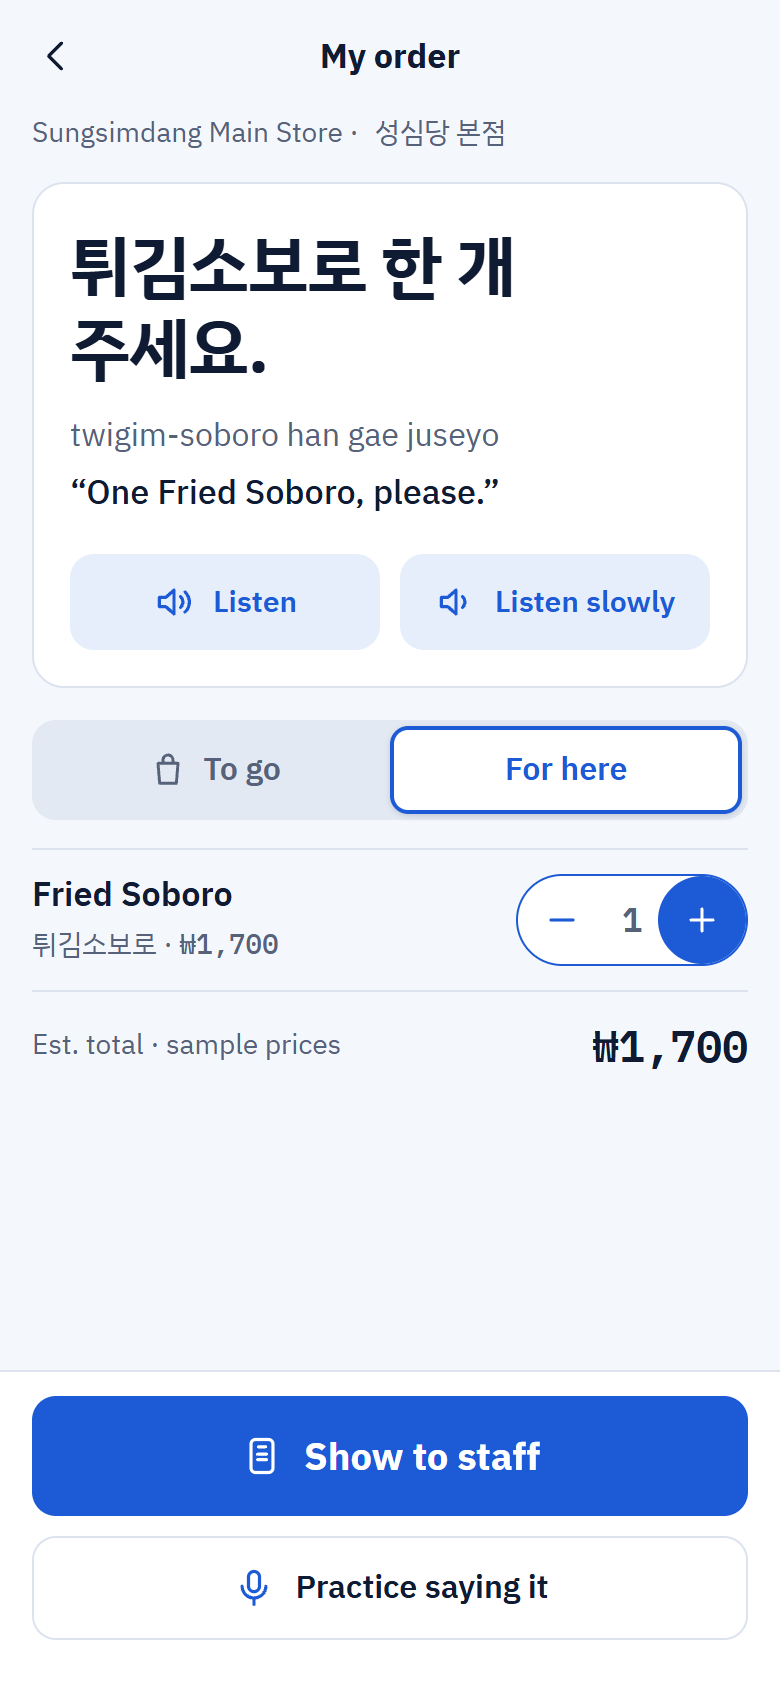 My order
Sungsimdang Main Store · 성심당 본점
튀김소보로 한 개
주세요.
twigim-soboro han gae juseyo
“One Fried Soboro, please.”
Listen
Listen slowly
To go
For here
Fried Soboro
튀김소보로 · ₩1,700
1
Est. total · sample prices
₩1,700
Show to staff
Practice saying it